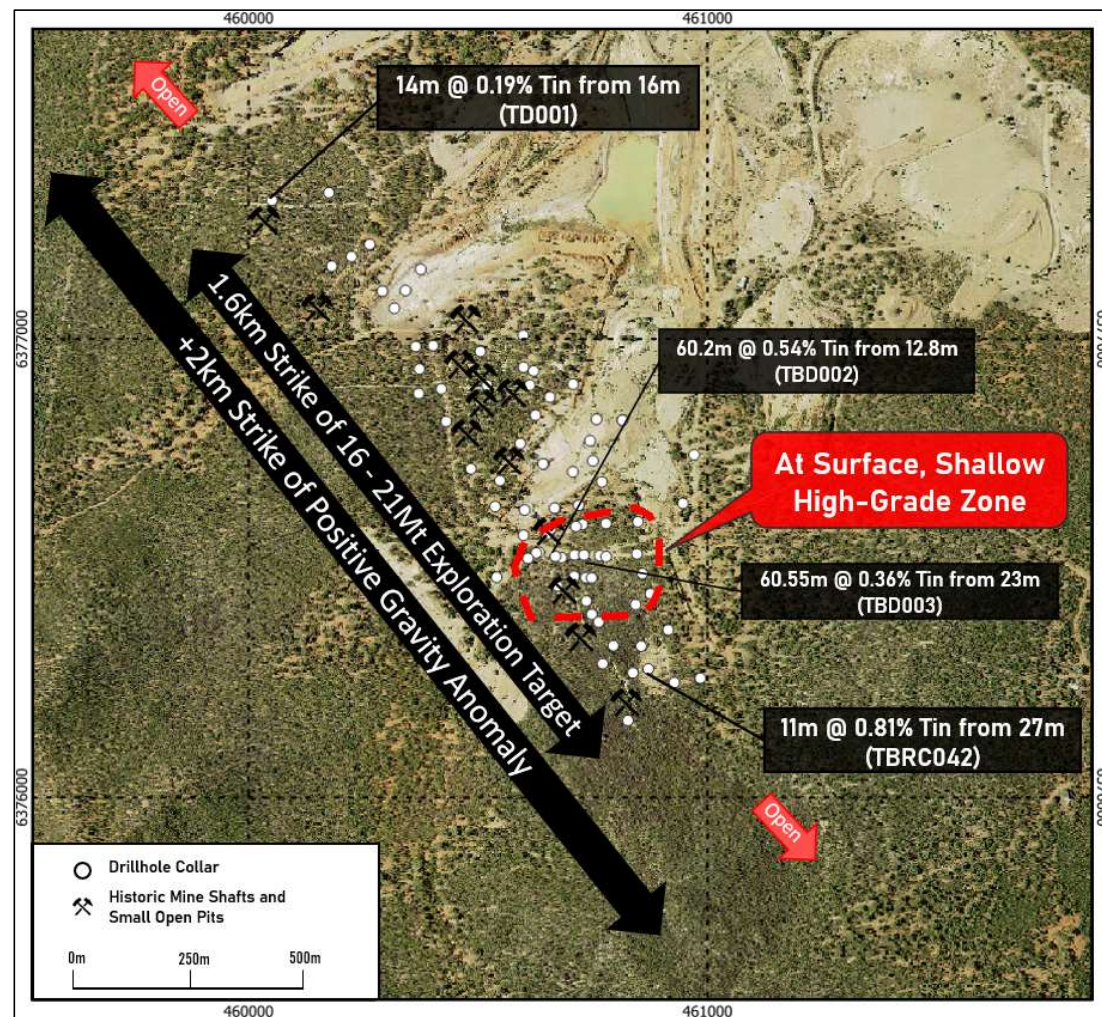 460000
461000
Open
14m @ 0.19% Tin from 16m
(TD001)
6377000
6377000
1.6km Strike of 16 - 21Mt Exploration Target
+2km Strike of Positive Gravity Anomaly
60.2m @ 0.54% Tin from 12.8m
(TBD002)
At Surface, Shallow
High-Grade Zone
60.55m @ 0.36% Tin from 23m
(TBD003)
11m @ 0.81% Tin from 27m
(TBRC042)
6376000
6376000
Open
Drillhole Collar
Historic Mine Shafts and
Small Open Pits
0m 250m 500m
460000
461000